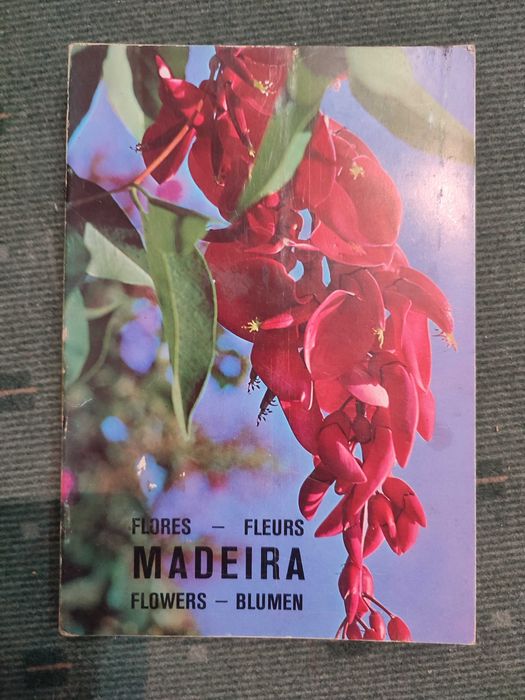 FLORES – FLEURS
MADEIRA
FLOWERS – BLUMEN